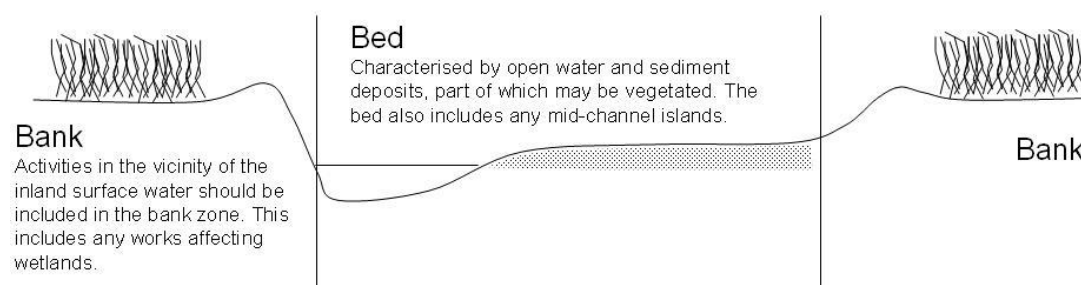 Bed
Characterised by open water and sediment
deposits, part of which may be vegetated. The
bed also includes any mid-channel islands.
Bank
Activities in the vicinity of the
inland surface water should be
included in the bank zone. This
includes any works affecting
wetlands.
Bank